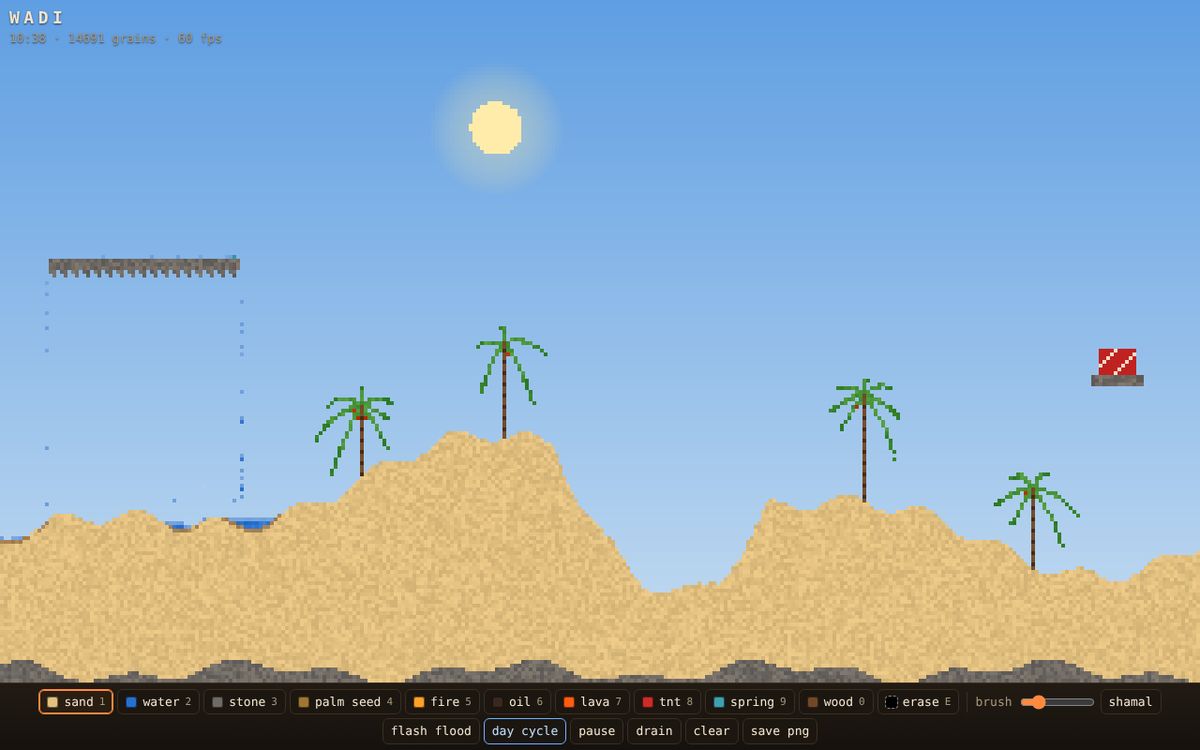 WADI
10:38 · 14691 grains · 60 fps
sand 1 water 2 stone 3 palm seed 4 fire 5 oil 6 lava 7 tnt 8 spring 9 wood 0 erase E brush shamal
flash flood day cycle pause drain clear save png